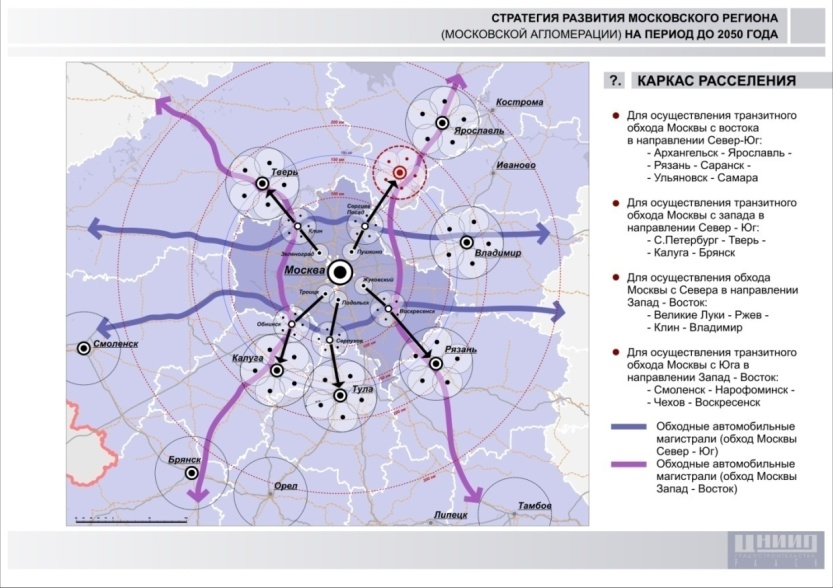 СТРАТЕГИЯ РАЗВИТИЯ МОСКОВСКОГО РЕГИОНА
(МОСКОВСКОЙ АГЛОМЕРАЦИИ) НА ПЕРИОД ДО 2050 ГОДА
?. КАРКАС РАССЕЛЕНИЯ
Для осуществления транзитного
обхода Москвы с востока
в направлении Север-Юг:
- Архангельск - Ярославль -
- Рязань - Саранск -
- Ульяновск - Самара
Для осуществления транзитного
обхода Москвы с запада в
направлении Север - Юг:
- С.Петербург - Тверь -
- Калуга - Брянск
Для осуществления обхода
Москвы с Севера в направлении
Запад - Восток:
- Великие Луки - Ржев -
- Клин - Владимир
Для осуществления транзитного
обхода Москвы с Юга в
направлении Запад - Восток:
- Смоленск - Нарофоминск -
- Чехов - Воскресенск
Обходные автомобильные
магистрали (обход Москвы
Север - Юг)
Обходные автомобильные
магистрали (обход Москвы
Запад - Восток)
Кострома
Ярославль
Иваново
Тверь
Сергиев
Посад
Клин
Зеленоград
Пушкино
Владимир
Москва
Жуковский
Троицк
Подольск
Воскресенск
Обнинск
Серпухов
Смоленск
Калуга
Рязань
Тула
Брянск
Орел
Липецк
Тамбов
ЦНИИП